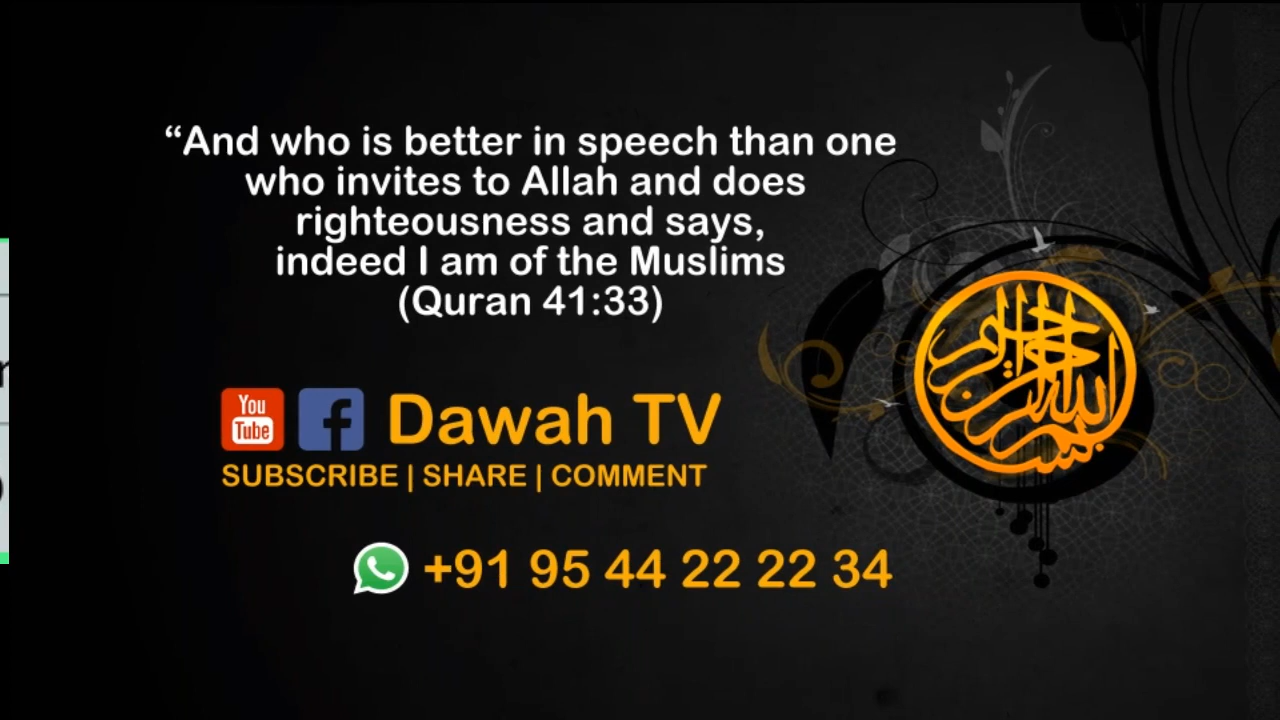 “And who is better in speech than one
who invites to Allah and does
righteousness and says,
indeed I am of the Muslims
(Quran 41:33)
You
Tube
f
Dawah TV
SUBSCRIBE | SHARE | COMMENT
+91 95 44 22 22 34
بسم الله الرحمن الرحيم